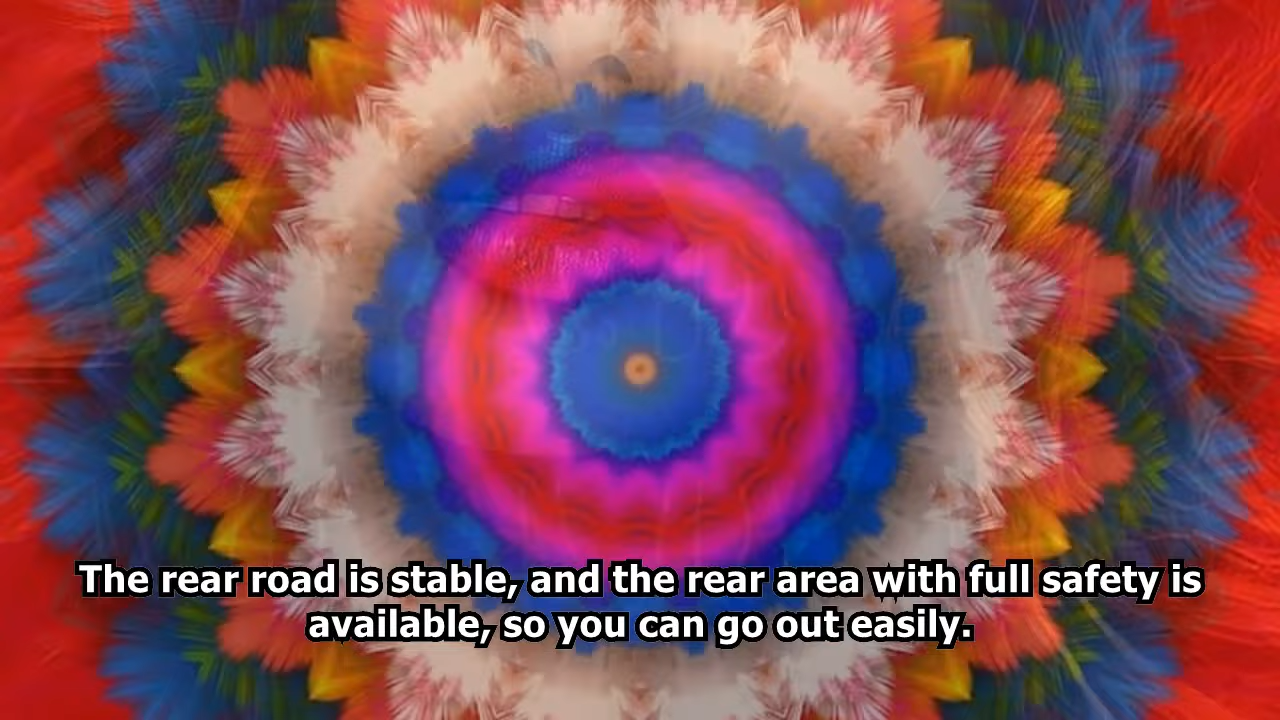 The rear road is stable, and the rear area with full safety is
available, so you can go out easily.